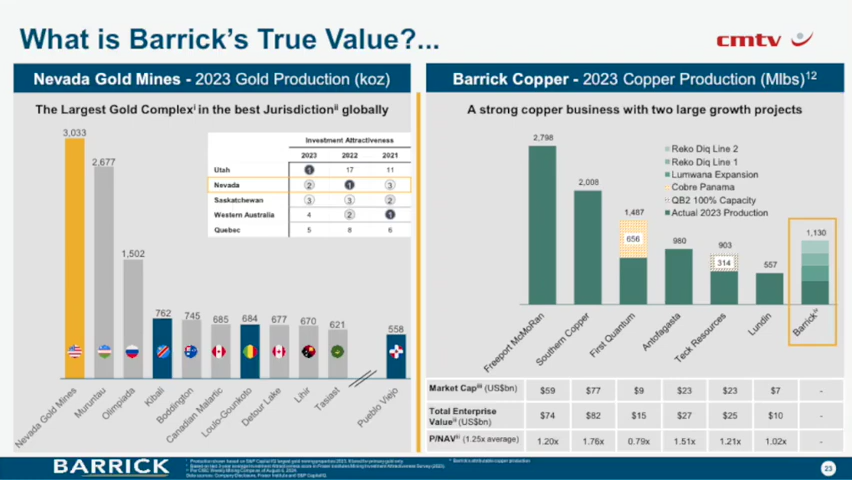 What is Barrick's True Value?...
cmtv
Nevada Gold Mines - 2023 Gold Production (koz)
The Largest Gold Complexⁱ in the best Jurisdictionⁱⁱ globally
3,033
2,677
1,502
762
745
685
684
677
670
621
558
Investment Attractiveness
2023 2022 2021
Utah 1 17 11
Nevada 2 1 3
Saskatchewan 3 3 2
Western Australia 4 2 1
Quebec 5 8 6
Nevada Gold Mines
Muruntau
Olimpiada
Kibali
Boddington
Canadian Malartic
Loulo-Gounkoto
Detour Lake
Lihir
Tasiast
Pueblo Viejo
Barrick Copper - 2023 Copper Production (Mlbs)¹²
A strong copper business with two large growth projects
2,798
2,008
1,487
656
980
903
314
557
1,130
Reko Diq Line 2
Reko Diq Line 1
Lumwana Expansion
Cobre Panama
QB2 100% Capacity
Actual 2023 Production
Freeport McMoRan
Southern Copper
First Quantum
Antofagasta
Teck Resources
Lundin
Barrickⁱᵛ
Market Capⁱⁱⁱ (US$bn) $59 $77 $9 $23 $23 $7 -
Total Enterprise
Valueⁱⁱ (US$bn) $74 $82 $15 $27 $25 $10 -
P/NAVⁱⁱ (1.25x average) 1.20x 1.76x 0.79x 1.51x 1.21x 1.02x -
BARRICK
23